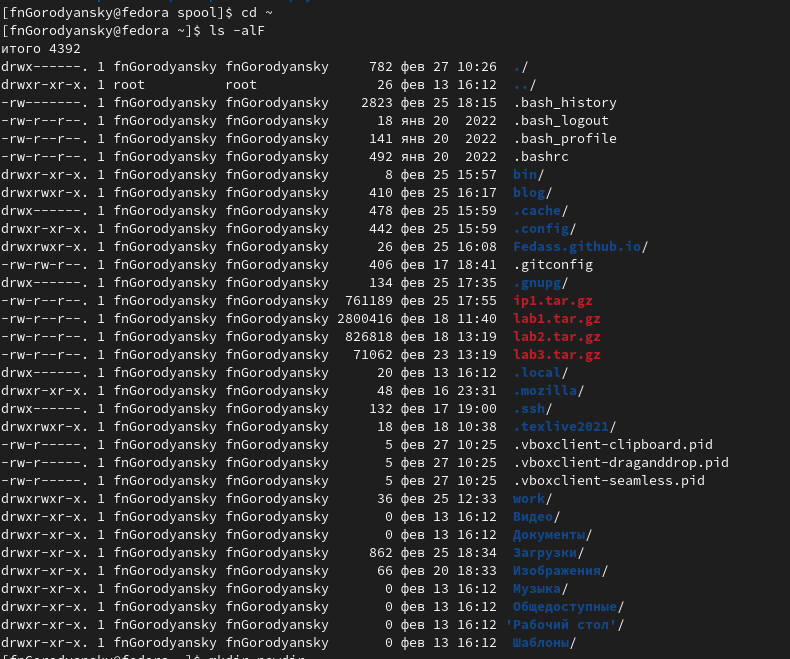 [fnGorodyansky@fedora spool]$ cd ~
[fnGorodyansky@fedora ~]$ ls -alF
итого 4392
drwx------. 1 fnGorodyansky fnGorodyansky     782 фев 27 10:26  ./
drwxr-xr-x. 1 root          root               26 фев 13 16:12  ../
-rw-------. 1 fnGorodyansky fnGorodyansky    2823 фев 25 18:15  .bash_history
-rw-r--r--. 1 fnGorodyansky fnGorodyansky      18 янв 20  2022  .bash_logout
-rw-r--r--. 1 fnGorodyansky fnGorodyansky     141 янв 20  2022  .bash_profile
-rw-r--r--. 1 fnGorodyansky fnGorodyansky     492 янв 20  2022  .bashrc
drwxr-xr-x. 1 fnGorodyansky fnGorodyansky       8 фев 25 15:57  bin/
drwxrwxr-x. 1 fnGorodyansky fnGorodyansky     410 фев 25 16:17  blog/
drwx------. 1 fnGorodyansky fnGorodyansky     478 фев 25 15:59  .cache/
drwxr-xr-x. 1 fnGorodyansky fnGorodyansky     442 фев 25 15:59  .config/
drwxrwxr-x. 1 fnGorodyansky fnGorodyansky      26 фев 25 16:08  Fedass.github.io/
-rw-rw-r--. 1 fnGorodyansky fnGorodyansky     406 фев 17 18:41  .gitconfig
drwx------. 1 fnGorodyansky fnGorodyansky     134 фев 25 17:35  .gnupg/
-rw-r--r--. 1 fnGorodyansky fnGorodyansky  761189 фев 25 17:55  ip1.tar.gz
-rw-r--r--. 1 fnGorodyansky fnGorodyansky 2800416 фев 18 11:40  lab1.tar.gz
-rw-r--r--. 1 fnGorodyansky fnGorodyansky  826818 фев 18 13:19  lab2.tar.gz
-rw-r--r--. 1 fnGorodyansky fnGorodyansky   71062 фев 23 13:19  lab3.tar.gz
drwx------. 1 fnGorodyansky fnGorodyansky      20 фев 13 16:12  .local/
drwxr-xr-x. 1 fnGorodyansky fnGorodyansky      48 фев 16 23:31  .mozilla/
drwx------. 1 fnGorodyansky fnGorodyansky     132 фев 17 19:00  .ssh/
drwxrwxr-x. 1 fnGorodyansky fnGorodyansky      18 фев 18 10:38  .texlive2021/
-rw-r-----. 1 fnGorodyansky fnGorodyansky       5 фев 27 10:25  .vboxclient-clipboard.pid
-rw-r-----. 1 fnGorodyansky fnGorodyansky       5 фев 27 10:25  .vboxclient-draganddrop.pid
-rw-r-----. 1 fnGorodyansky fnGorodyansky       5 фев 27 10:25  .vboxclient-seamless.pid
drwxrwxr-x. 1 fnGorodyansky fnGorodyansky      36 фев 25 12:33  work/
drwxr-xr-x. 1 fnGorodyansky fnGorodyansky       0 фев 13 16:12  Видео/
drwxr-xr-x. 1 fnGorodyansky fnGorodyansky       0 фев 13 16:12  Документы/
drwxr-xr-x. 1 fnGorodyansky fnGorodyansky     862 фев 25 18:34  Загрузки/
drwxr-xr-x. 1 fnGorodyansky fnGorodyansky      66 фев 20 18:33  Изображения/
drwxr-xr-x. 1 fnGorodyansky fnGorodyansky       0 фев 13 16:12  Музыка/
drwxr-xr-x. 1 fnGorodyansky fnGorodyansky       0 фев 13 16:12  Общедоступные/
drwxr-xr-x. 1 fnGorodyansky fnGorodyansky       0 фев 13 16:12 'Рабочий стол'/
drwxr-xr-x. 1 fnGorodyansky fnGorodyansky       0 фев 13 16:12  Шаблоны/
[fnGorodyansky@fedora ~]$ mkdir newdir